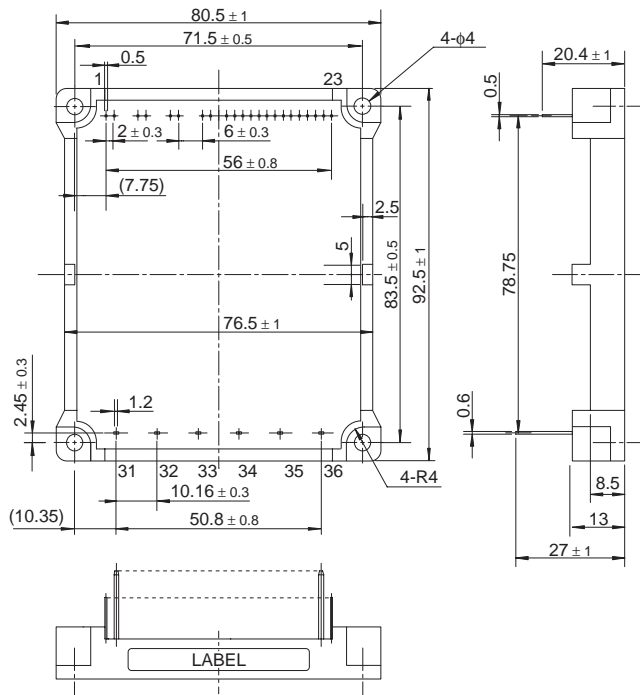 80.5 ± 1
71.5 ± 0.5
4-ϕ4
20.4 ± 1
0.5
1
23
0.5
2 ± 0.3
6 ± 0.3
56 ± 0.8
(7.75)
2.5
5
83.5 ± 0.5
92.5 ± 1
78.75
76.5 ± 1
2.45 ± 0.3
1.2
0.6
31
32
33
34
35
36
4-R4
10.16 ± 0.3
8.5
(10.35)
50.8 ± 0.8
13
27 ± 1
LABEL